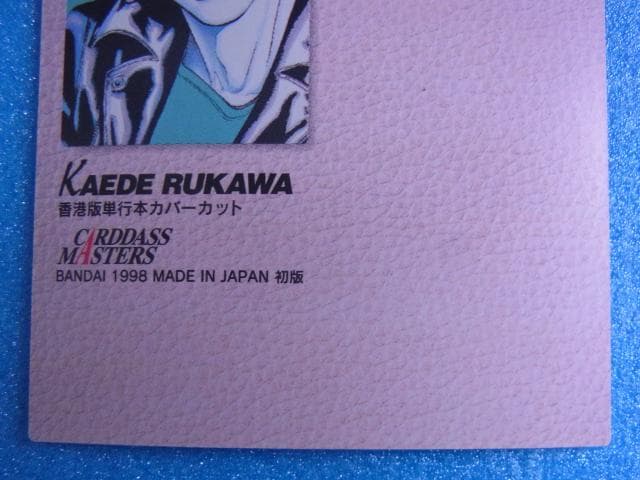 KAEDE RUKAWA
香港版単行本カバーカット
CARDDASS
MASTERS
BANDAI 1998 MADE IN JAPAN 初版